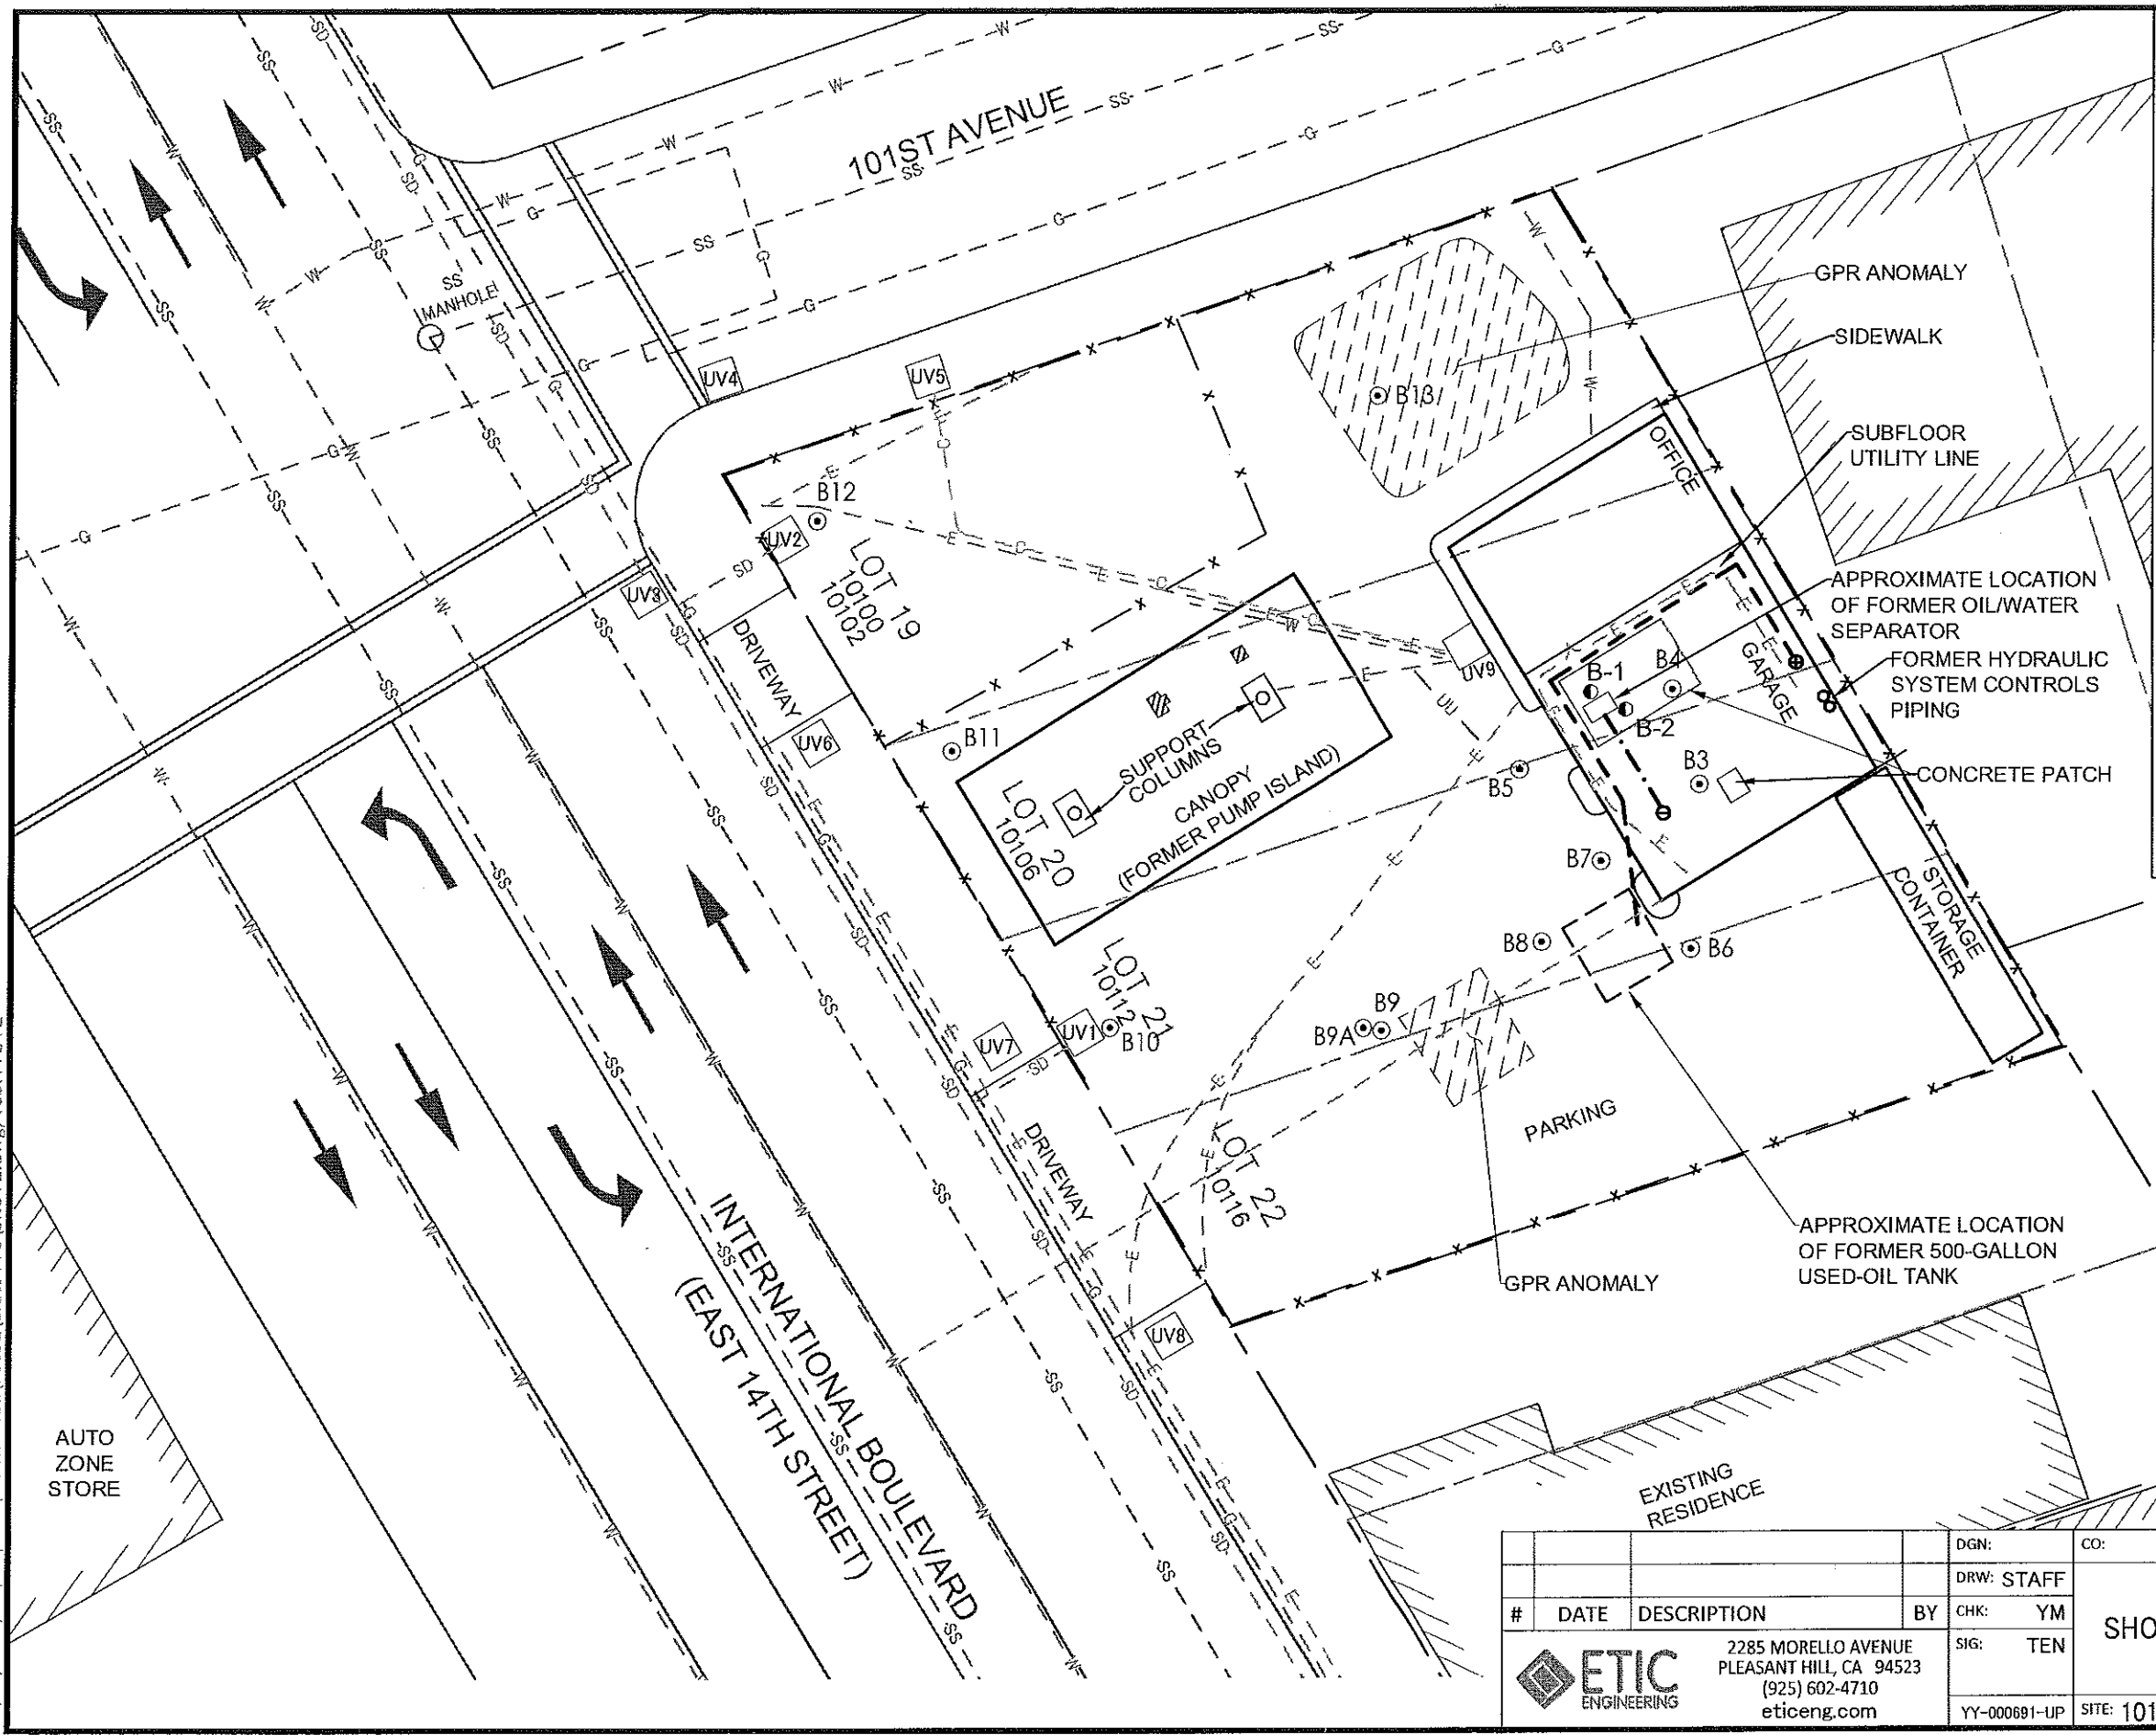 101ST AVENUE
SS
MANHOLE
GPR ANOMALY
SIDEWALK
SUBFLOOR
UTILITY LINE
APPROXIMATE LOCATION
OF FORMER OIL/WATER
SEPARATOR
FORMER HYDRAULIC
SYSTEM CONTROLS
PIPING
CONCRETE PATCH
OFFICE
GARAGE
STORAGE
CONTAINER
UV4
UV5
B13
B12
UV2
UV3
LOT 19
10100
10102
DRIVEWAY
UV6
B11
SUPPORT
COLUMNS
CANOPY
(FORMER PUMP ISLAND)
LOT 20
10106
UV9
B-1
B4
B-2
B3
B5
B7
B8
B6
B9
B9A
LOT 21
10112
UV1
B10
UV7
DRIVEWAY
LOT 22
10116
UV8
PARKING
GPR ANOMALY
APPROXIMATE LOCATION
OF FORMER 500-GALLON
USED-OIL TANK
INTERNATIONAL BOULEVARD
(EAST 14TH STREET)
AUTO
ZONE
STORE
EXISTING
RESIDENCE
# DATE DESCRIPTION BY
DGN:
CO:
DRW: STAFF
CHK: YM
SIG: TEN
SHO
ETIC
ENGINEERING
2285 MORELLO AVENUE
PLEASANT HILL, CA 94523
(925) 602-4710
eticeng.com
YY-000691-UP
SITE: 101